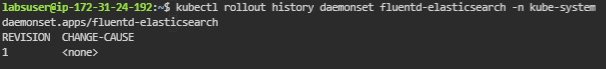 labsuser@ip-172-31-24-192:~$ kubectl rollout history daemonset fluentd-elasticsearch -n kube-system
daemonset.apps/fluentd-elasticsearch
REVISION  CHANGE-CAUSE
1         <none>